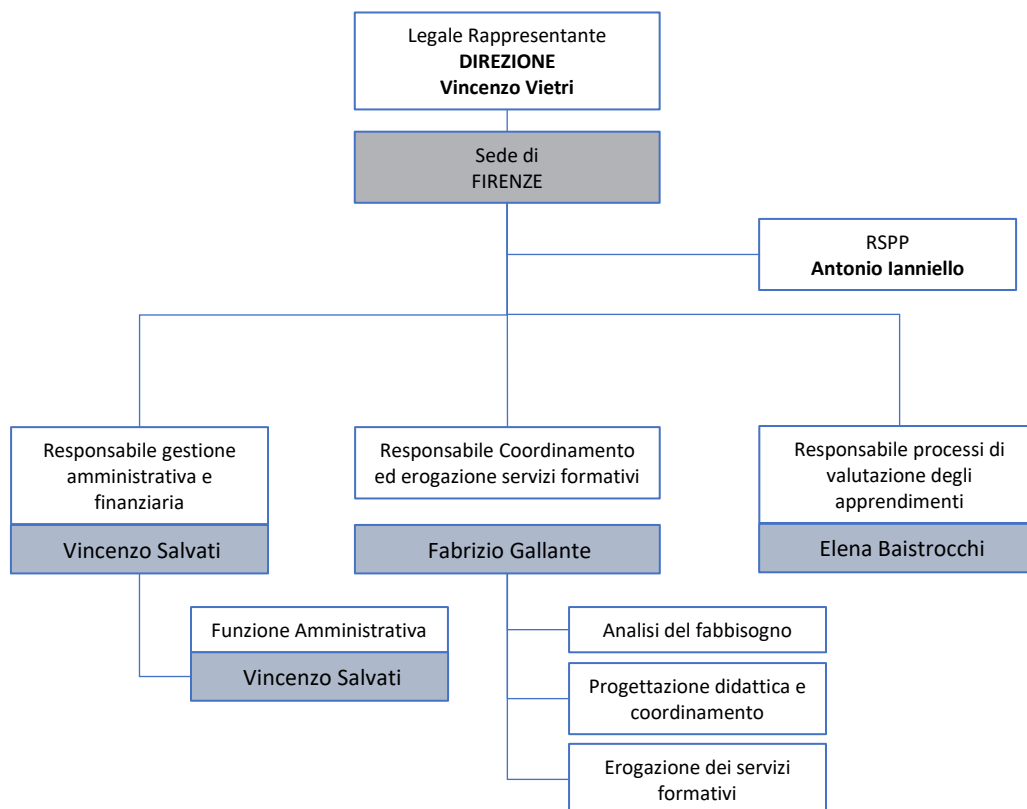 Legale Rappresentante
DIREZIONE
Vincenzo Vietri
Sede di
FIRENZE
RSPP
Antonio Ianniello
Responsabile gestione
amministrativa e
finanziaria
Vincenzo Salvati
Responsabile Coordinamento
ed erogazione servizi formativi
Fabrizio Gallante
Responsabile processi di
valutazione degli
apprendimenti
Elena Baistrocchi
Funzione Amministrativa
Vincenzo Salvati
Analisi del fabbisogno
Progettazione didattica e
coordinamento
Erogazione dei servizi
formativi